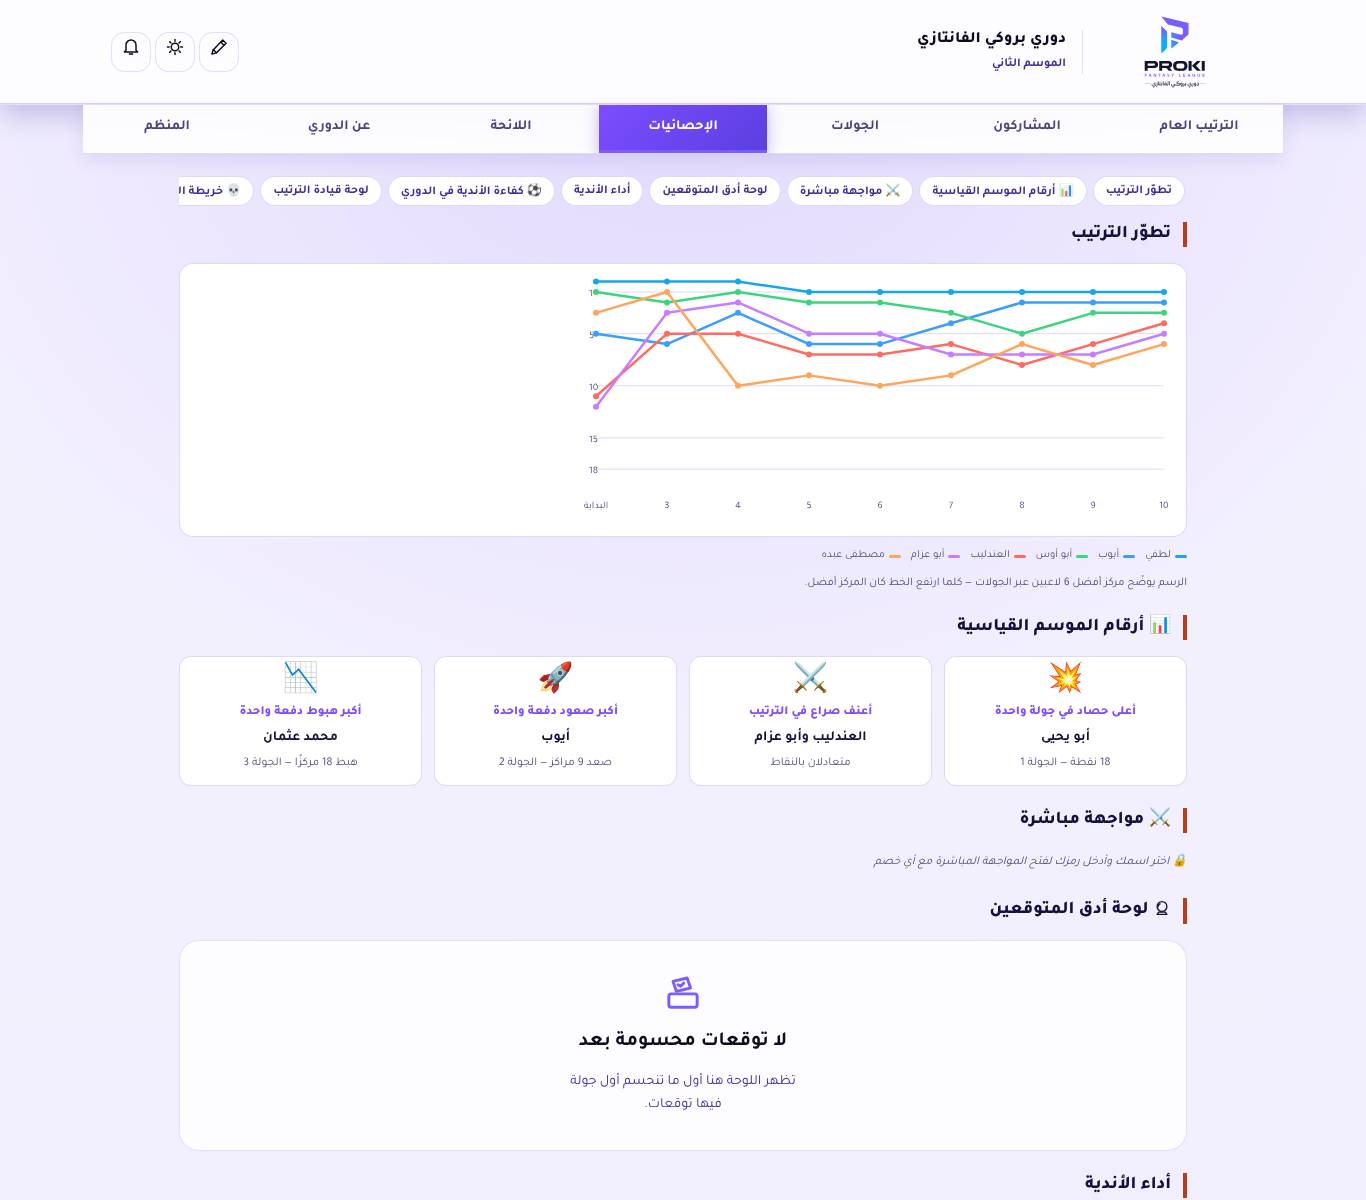 PROKI
FANTASY LEAGUE
دوري بروكي الفانتازي
دوري بروكي الفانتازي
الموسم الثاني
الترتيب العام
المشاركون
الجولات
الإحصائيات
اللائحة
عن الدوري
المنظم
تطوّر الترتيب
📊 أرقام الموسم القياسية
⚔️ مواجهة مباشرة
لوحة أدق المتوقعين
أداء الأندية
⚽ كفاءة الأندية في الدوري
لوحة قيادة الترتيب
💀 خريطة ال
تطوّر الترتيب
1
5
10
15
18
البداية
3
4
5
6
7
8
9
10
لطفي
أيوب
أبو أوس
العندليب
أبو عزام
مصطفى عبده
الرسم يوضّح مركز أفضل 6 لاعبين عبر الجولات – كلما ارتفع الخط كان المركز أفضل.
📊 أرقام الموسم القياسية
💥
أعلى حصاد في جولة واحدة
أبو يحيى
18 نقطة – الجولة 1
⚔️
أعنف صراع في الترتيب
العندليب وأبو عزام
متعادلان بالنقاط
🚀
أكبر صعود دفعة واحدة
أيوب
صعد 9 مراكز – الجولة 2
📉
أكبر هبوط دفعة واحدة
محمد عثمان
هبط 18 مركزًا – الجولة 3
⚔️ مواجهة مباشرة
🔒 اختر اسمك وأدخل رمزك لفتح المواجهة المباشرة مع أي خصم
لوحة أدق المتوقعين
لا توقعات محسومة بعد
تظهر اللوحة هنا أول ما تنحسم أول جولة
فيها توقعات.
أداء الأندية